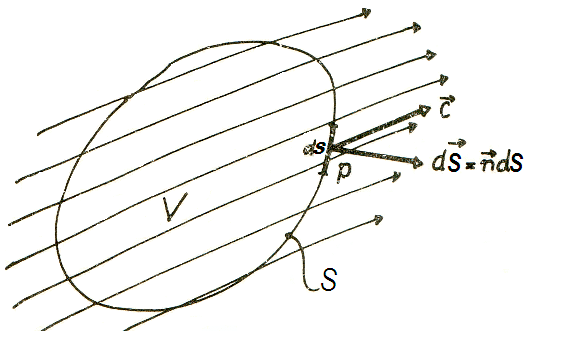 c⃗
ds
dS⃗ = n⃗dS
p
V
S